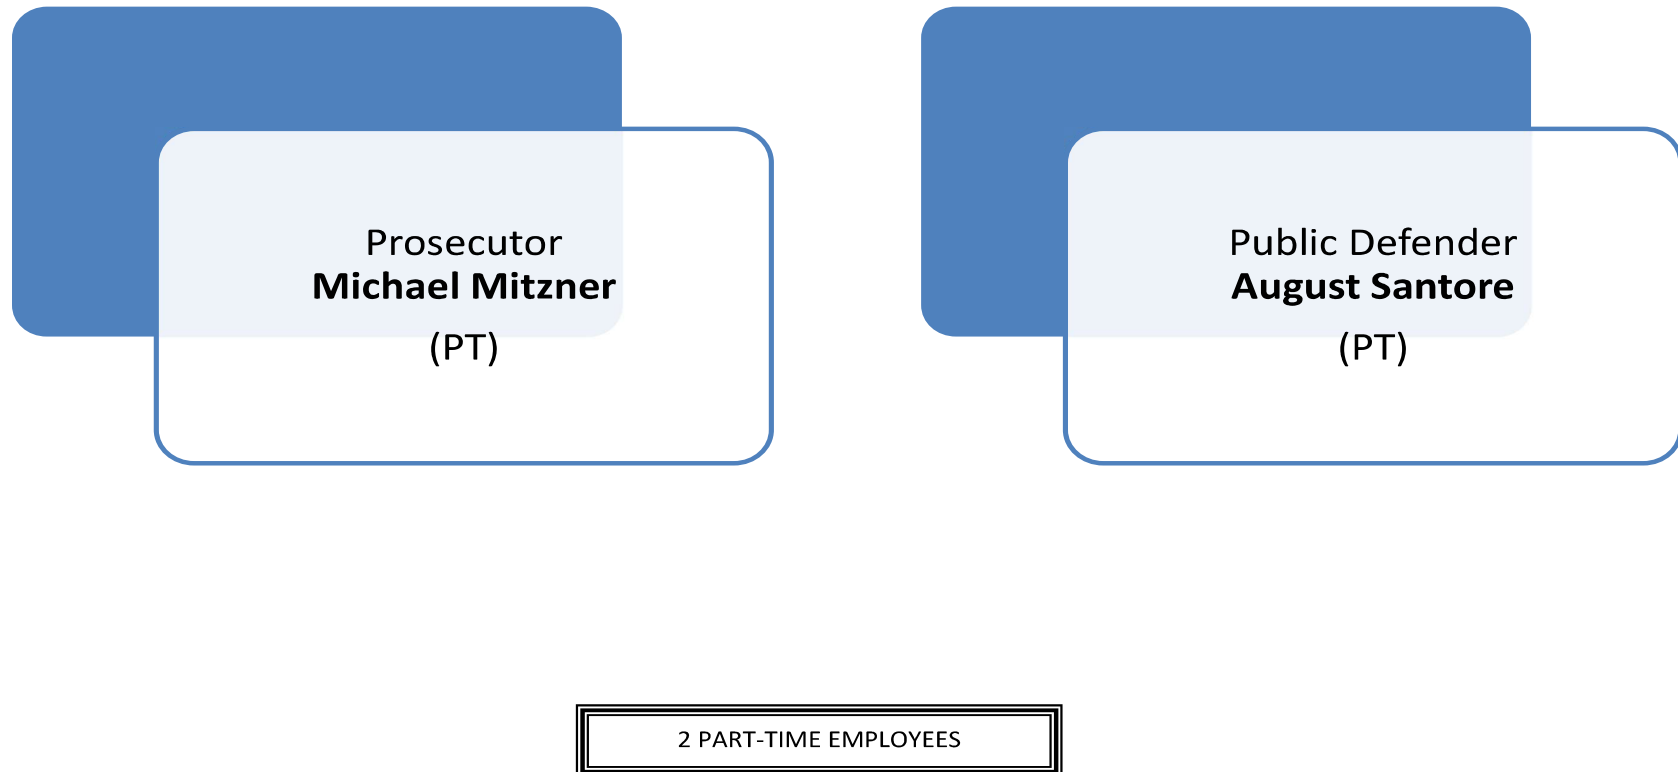 Prosecutor
Michael Mitzner
(PT)
Public Defender
August Santore
(PT)
2 PART-TIME EMPLOYEES